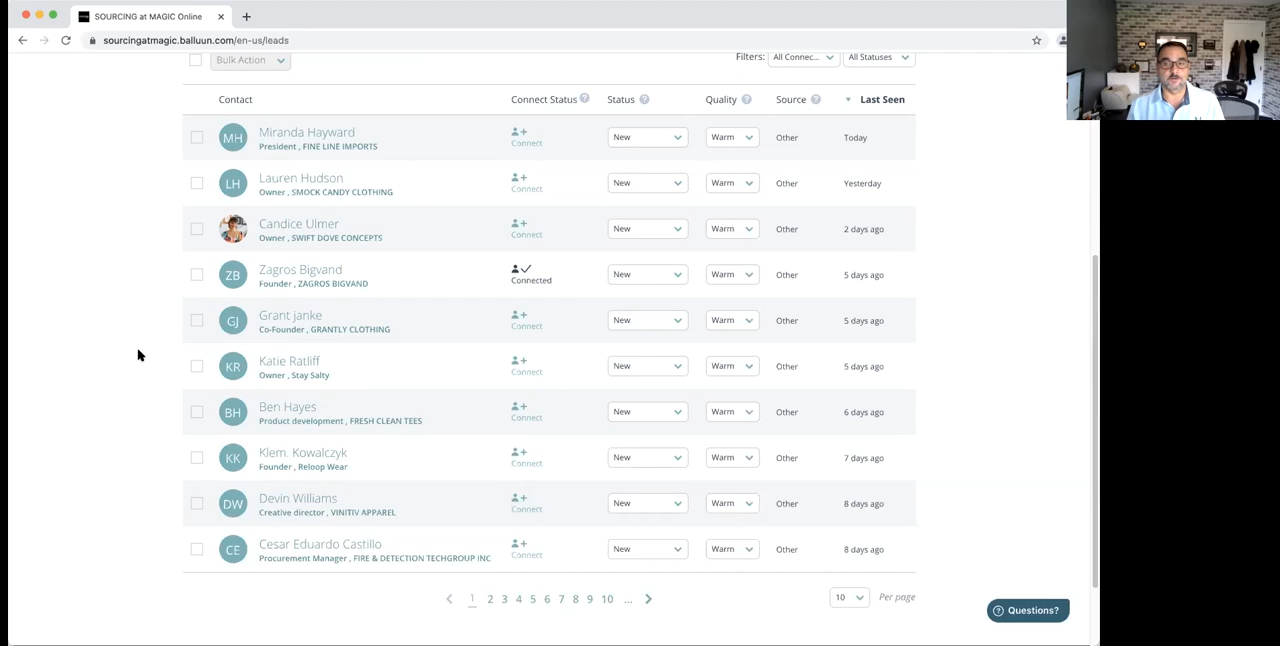 SOURCING at MAGIC Online
sourcingatmagic.balluun.com/en-us/leads
Bulk Action
Filters: All Connec... All Statuses
Contact Connect Status Status Quality Source Last Seen
MH Miranda Hayward Connect New Warm Other Today
President , FINE LINE IMPORTS
LH Lauren Hudson Connect New Warm Other Yesterday
Owner , SMOCK CANDY CLOTHING
Candice Ulmer Connect New Warm Other 2 days ago
Owner , SWIFT DOVE CONCEPTS
ZB Zagros Bigvand Connected New Warm Other 5 days ago
Founder , ZAGROS BIGVAND
GJ Grant janke Connect New Warm Other 5 days ago
Co-Founder , GRANTLY CLOTHING
KR Katie Ratliff Connect New Warm Other 5 days ago
Owner , Stay Salty
BH Ben Hayes Connect New Warm Other 6 days ago
Product development , FRESH CLEAN TEES
KK Klem. Kowalczyk Connect New Warm Other 7 days ago
Founder , Reloop Wear
DW Devin Williams Connect New Warm Other 8 days ago
Creative director , VINITIV APPAREL
CE Cesar Eduardo Castillo Connect New Warm Other 8 days ago
Procurement Manager , FIRE & DETECTION TECHGROUP INC
1 2 3 4 5 6 7 8 9 10 ... 10 Per page
Questions?